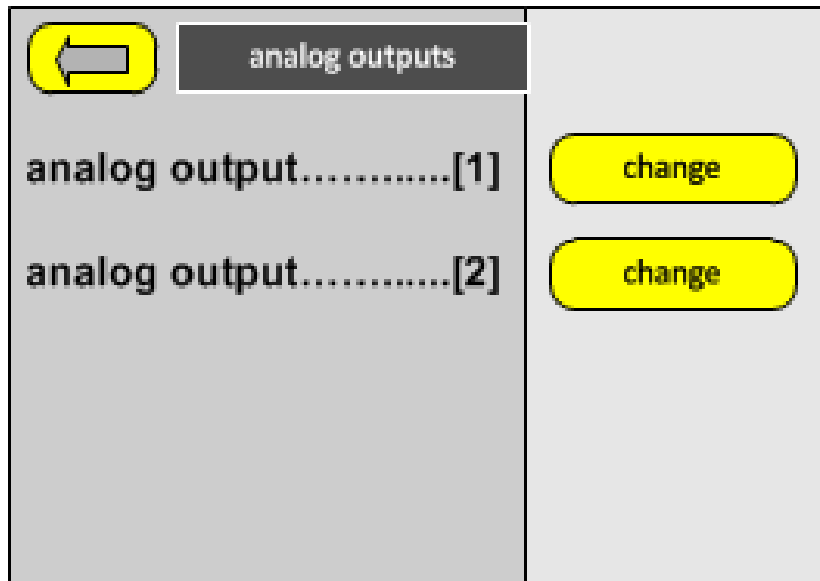 analog outputs
analog output……......[1]
change
analog output……......[2]
change